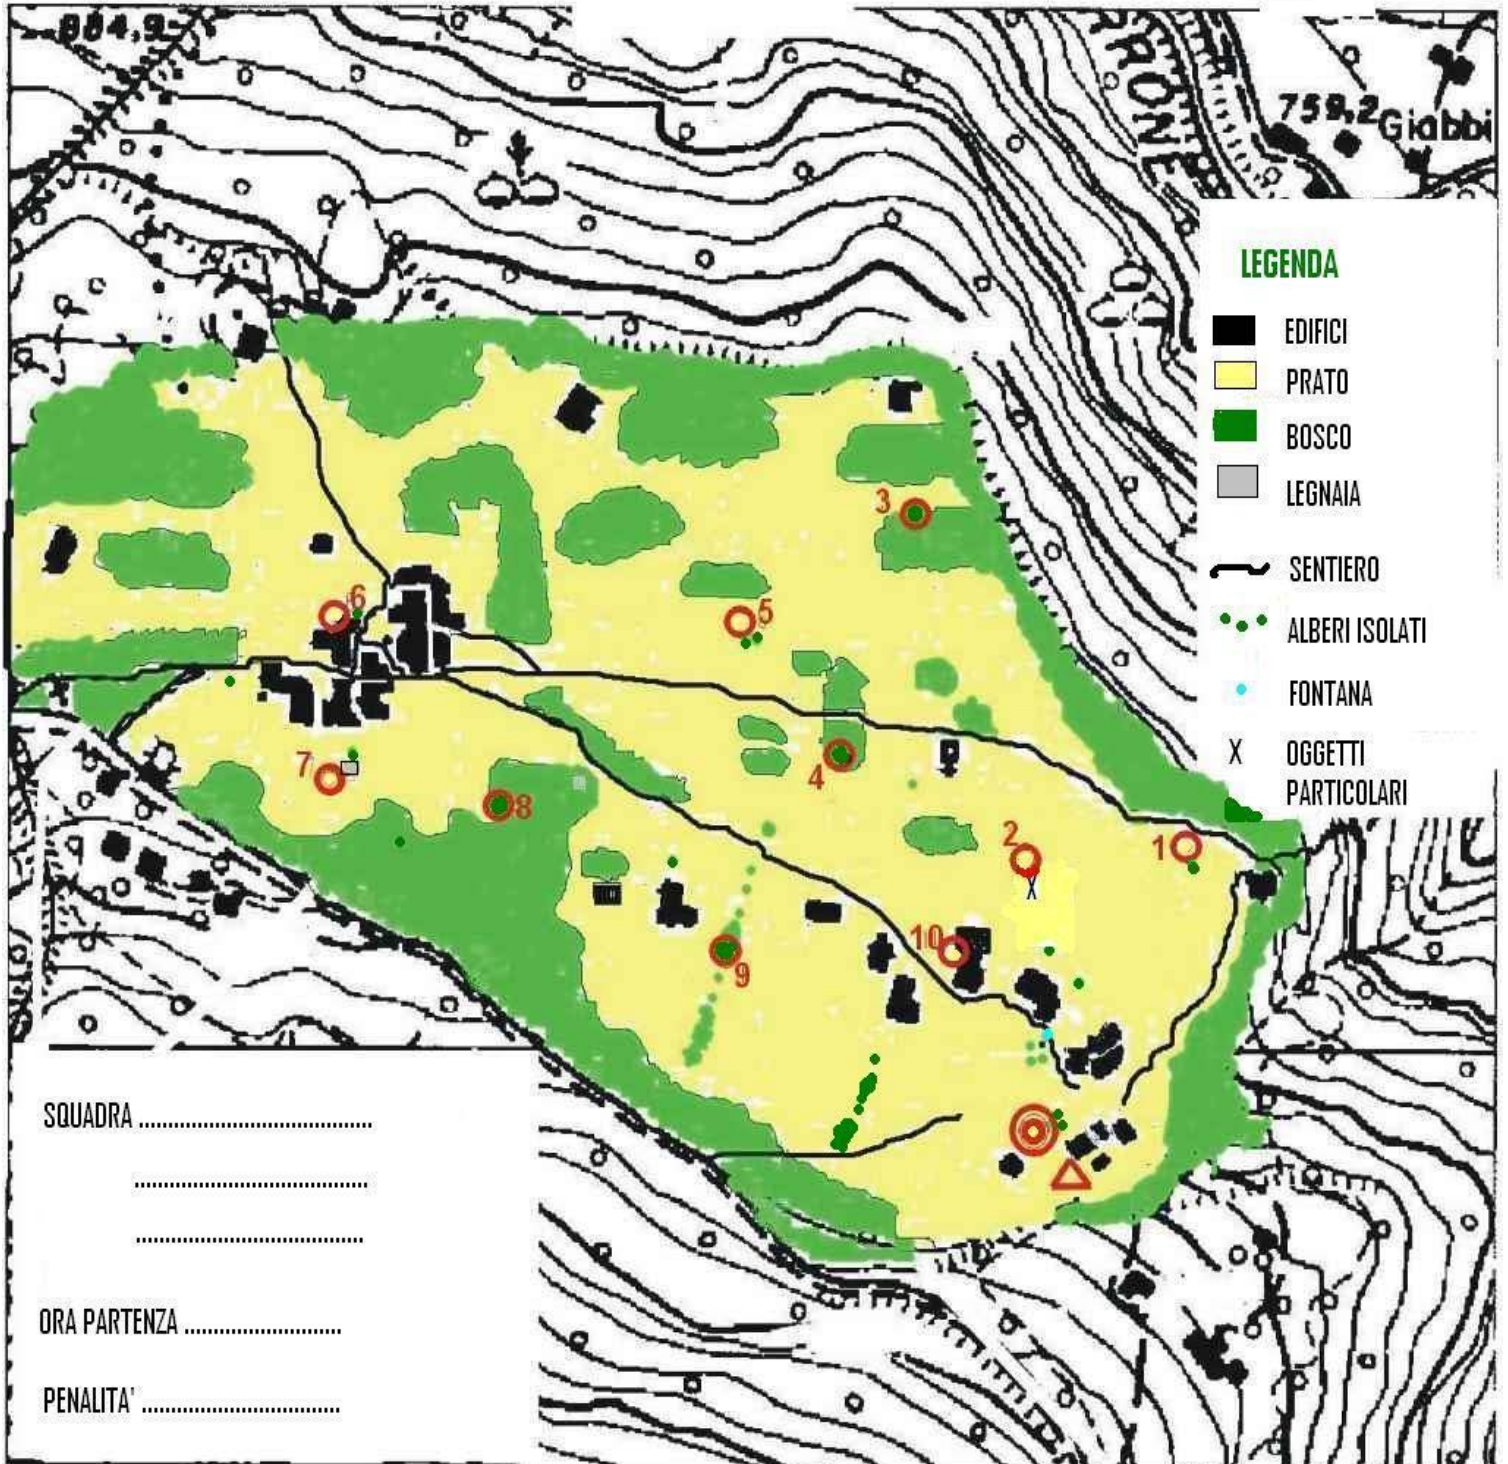 884,9
RRONE
759,2
Giabbi
LEGENDA
EDIFICI
PRATO
BOSCO
LEGNAIA
SENTIERO
ALBERI ISOLATI
FONTANA
X OGGETTI
PARTICOLARI
3
6
5
7
4
8
2
1
X
10
9
SQUADRA ....................................
....................................
....................................
ORA PARTENZA ........................
PENALITA' ..............................